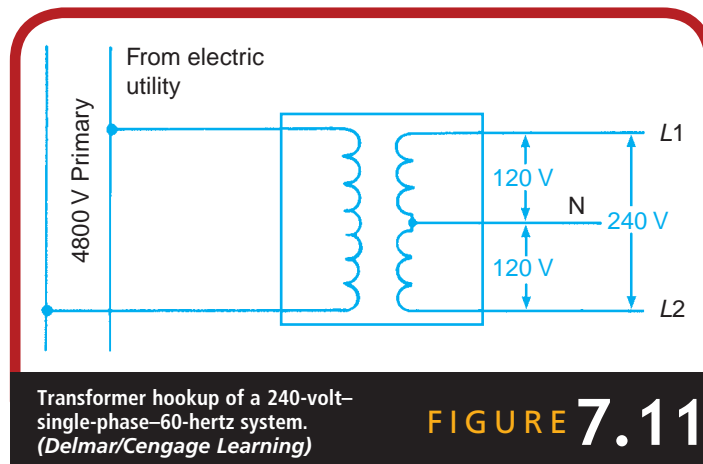 From electric
utility
4800 V Primary
L1
120 V
N
240 V
120 V
L2
Transformer hookup of a 240-volt–
single-phase–60-hertz system.
(Delmar/Cengage Learning)
FIGURE 7.11